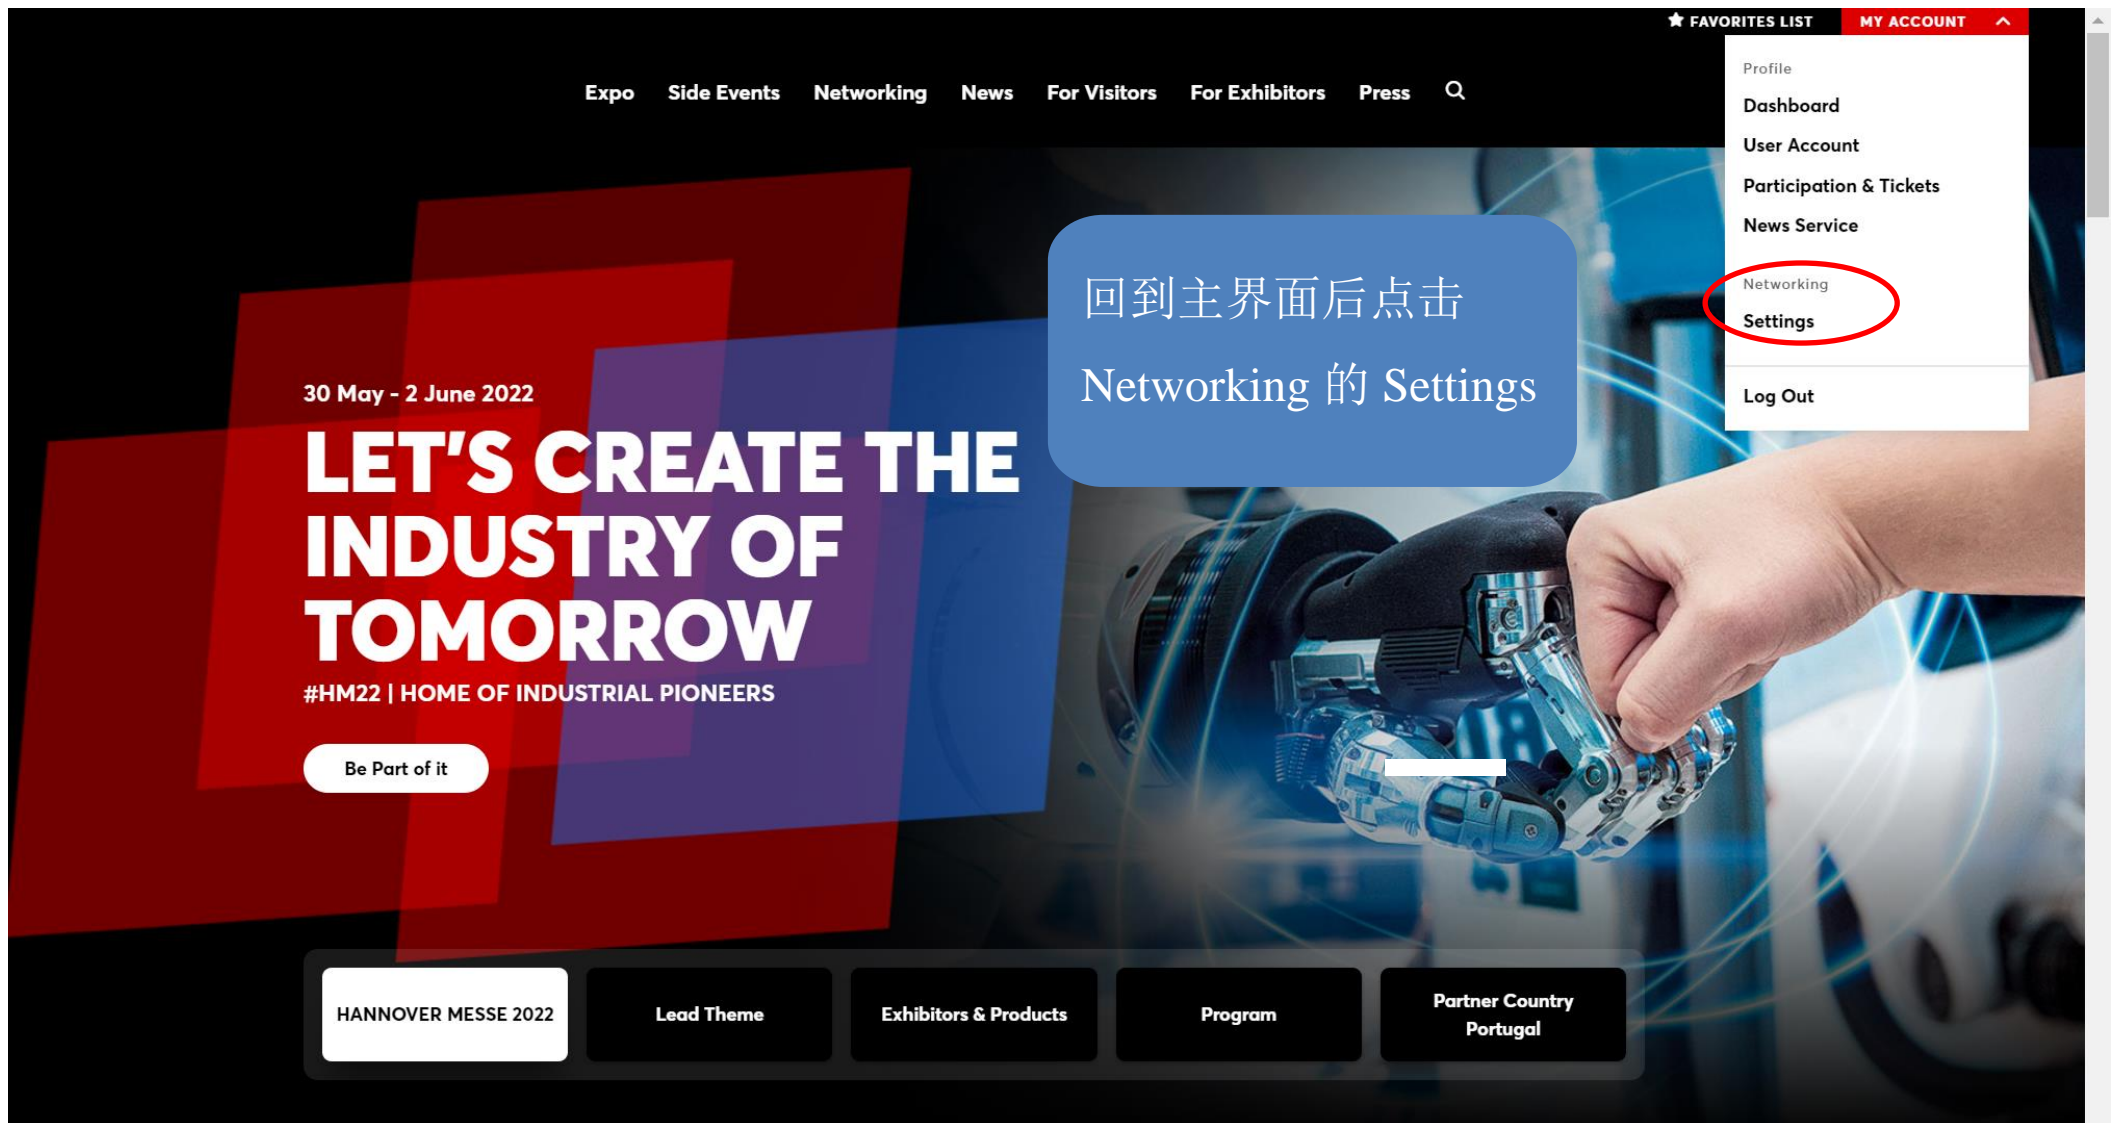 ★ FAVORITES LIST
MY ACCOUNT
Expo
Side Events
Networking
News
For Visitors
For Exhibitors
Press
Profile
Dashboard
User Account
Participation & Tickets
News Service
Networking
Settings
Log Out
回到主界面后点击
Networking 的 Settings
30 May - 2 June 2022
LET'S CREATE THE
INDUSTRY OF
TOMORROW
#HM22 | HOME OF INDUSTRIAL PIONEERS
Be Part of it
HANNOVER MESSE 2022
Lead Theme
Exhibitors & Products
Program
Partner Country
Portugal